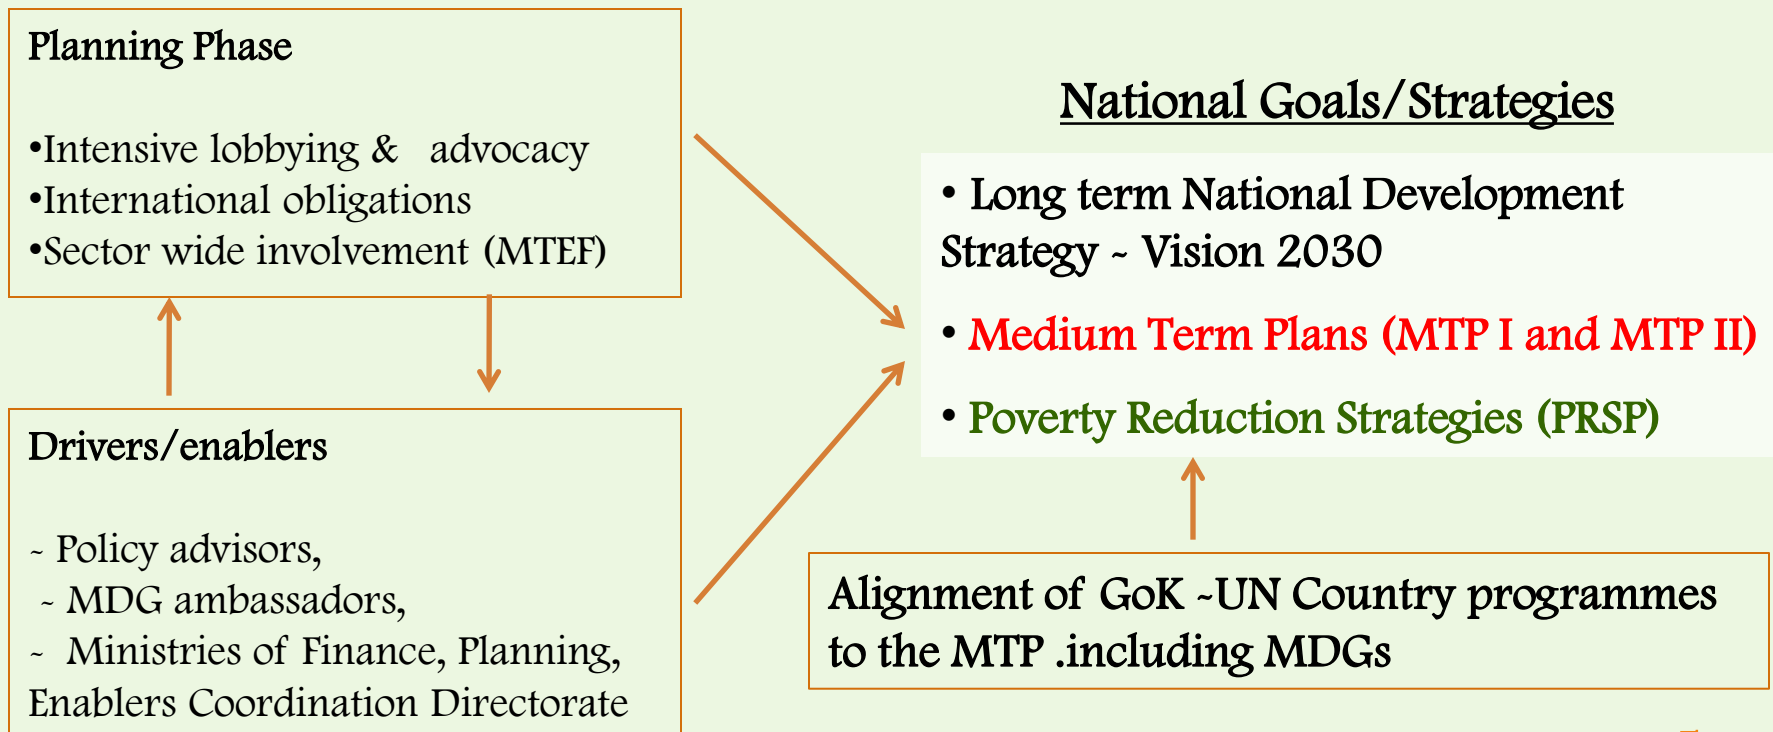 Planning Phase
•Intensive lobbying & advocacy
•International obligations
•Sector wide involvement (MTEF)
Drivers/enablers
- Policy advisors,
- MDG ambassadors,
- Ministries of Finance, Planning,
Enablers Coordination Directorate
National Goals/Strategies
• Long term National Development
Strategy - Vision 2030
• Medium Term Plans (MTP I and MTP II)
• Poverty Reduction Strategies (PRSP)
Alignment of GoK -UN Country programmes
to the MTP .including MDGs